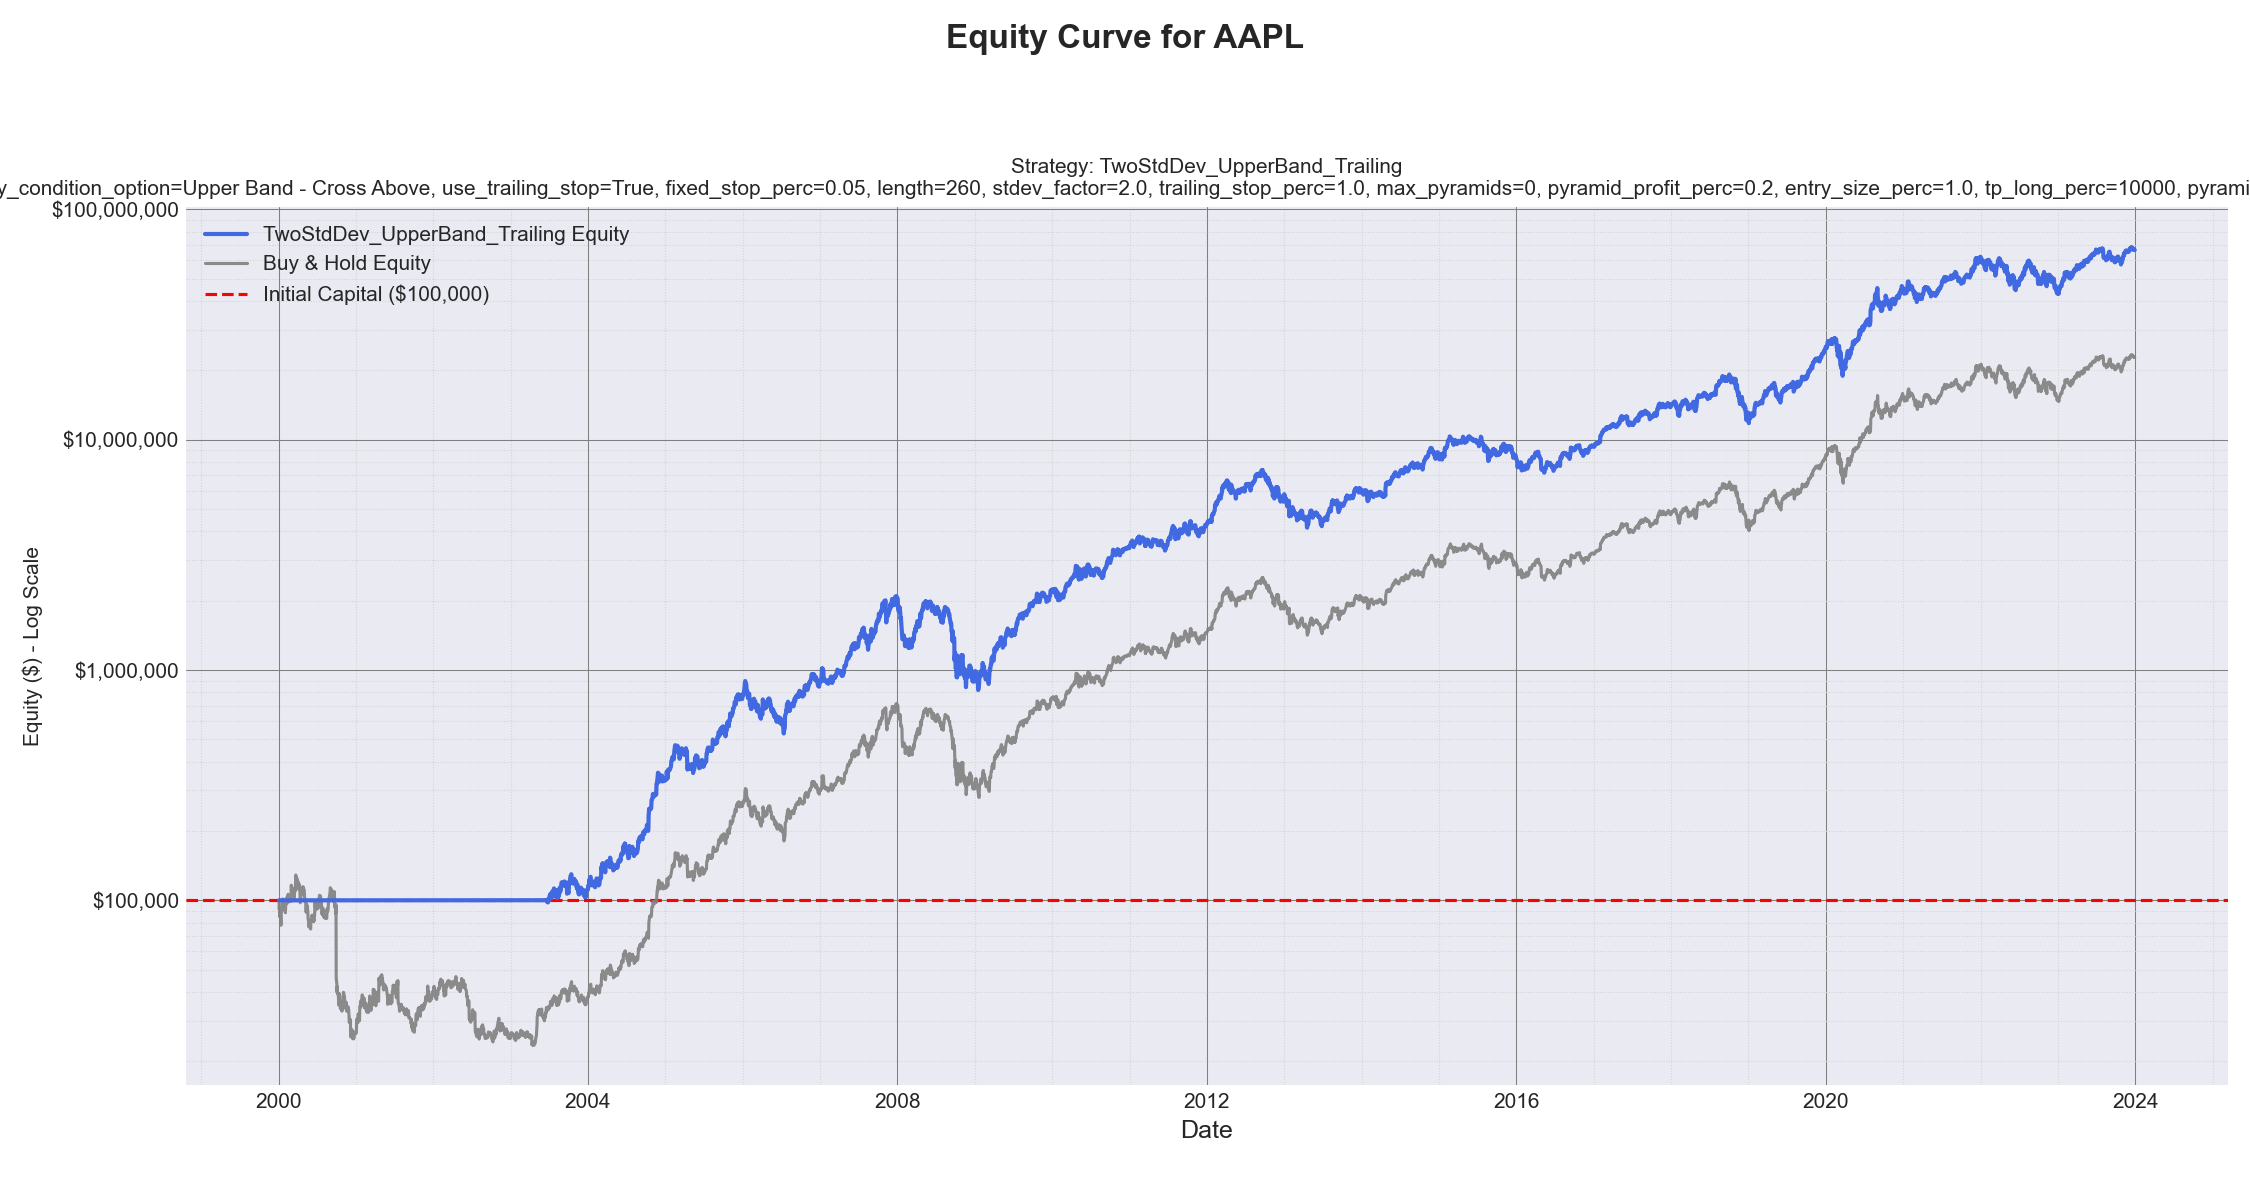 Equity Curve for AAPL
Strategy: TwoStdDev_UpperBand_Trailing
y_condition_option=Upper Band - Cross Above, use_trailing_stop=True, fixed_stop_perc=0.05, length=260, stdev_factor=2.0, trailing_stop_perc=1.0, max_pyramids=0, pyramid_profit_perc=0.2, entry_size_perc=1.0, tp_long_perc=10000, pyrami
$100,000,000
TwoStdDev_UpperBand_Trailing Equity
Buy & Hold Equity
Initial Capital ($100,000)
$10,000,000
$1,000,000
$100,000
Equity ($) - Log Scale
2000 2004 2008 2012 2016 2020 2024
Date